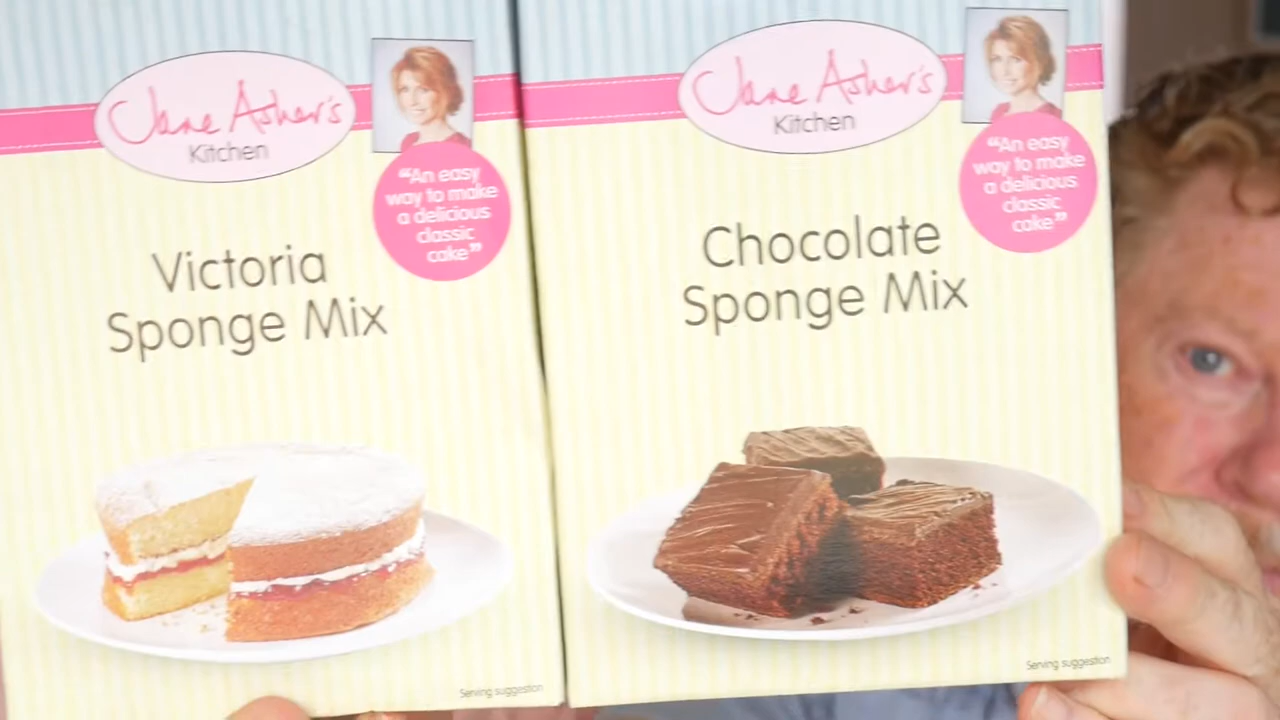 Jane Asher's
Kitchen
"An easy
way to make
a delicious
classic
cake"
Victoria
Sponge Mix
Serving suggestion
Jane Asher's
Kitchen
"An easy
way to make
a delicious
classic
cake"
Chocolate
Sponge Mix
Serving suggestion